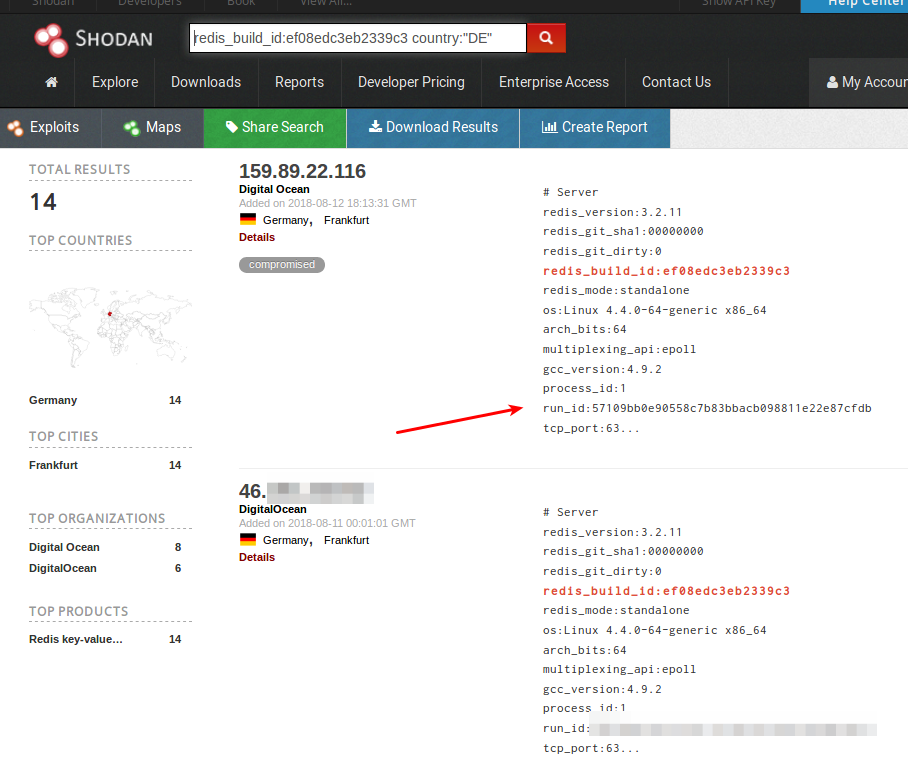 Shodan Developers Book View All... Show API Key Help Center
SHODAN
redis_build_id:ef08edc3eb2339c3 country:"DE"
Explore Downloads Reports Developer Pricing Enterprise Access Contact Us My Accour
Exploits Maps Share Search Download Results Create Report
TOTAL RESULTS
14
TOP COUNTRIES
Germany 14
TOP CITIES
Frankfurt 14
TOP ORGANIZATIONS
Digital Ocean 8
DigitalOcean 6
TOP PRODUCTS
Redis key-value... 14
159.89.22.116
Digital Ocean
Added on 2018-08-12 18:13:31 GMT
Germany, Frankfurt
Details
compromised
# Server
redis_version:3.2.11
redis_git_sha1:00000000
redis_git_dirty:0
redis_build_id:ef08edc3eb2339c3
redis_mode:standalone
os:Linux 4.4.0-64-generic x86_64
arch_bits:64
multiplexing_api:epoll
gcc_version:4.9.2
process_id:1
run_id:57109bb0e90558c7b83bbacb098811e22e87cfdb
tcp_port:63...
46.
DigitalOcean
Added on 2018-08-11 00:01:01 GMT
Germany, Frankfurt
Details
# Server
redis_version:3.2.11
redis_git_sha1:00000000
redis_git_dirty:0
redis_build_id:ef08edc3eb2339c3
redis_mode:standalone
os:Linux 4.4.0-64-generic x86_64
arch_bits:64
multiplexing_api:epoll
gcc_version:4.9.2
process_id:1
run_id:
tcp_port:63...